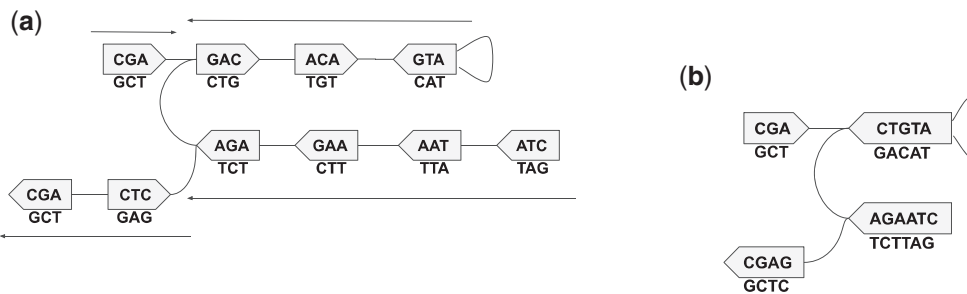 (a)
CGA GAC ACA GTA
GCT CTG TGT CAT
AGA GAA AAT ATC
TCT CTT TTA TAG
CGA CTC
GCT GAG
(b)
CGA CTGTA
GCT GACAT
AGAATC
TCTTAG
CGAG
GCTC